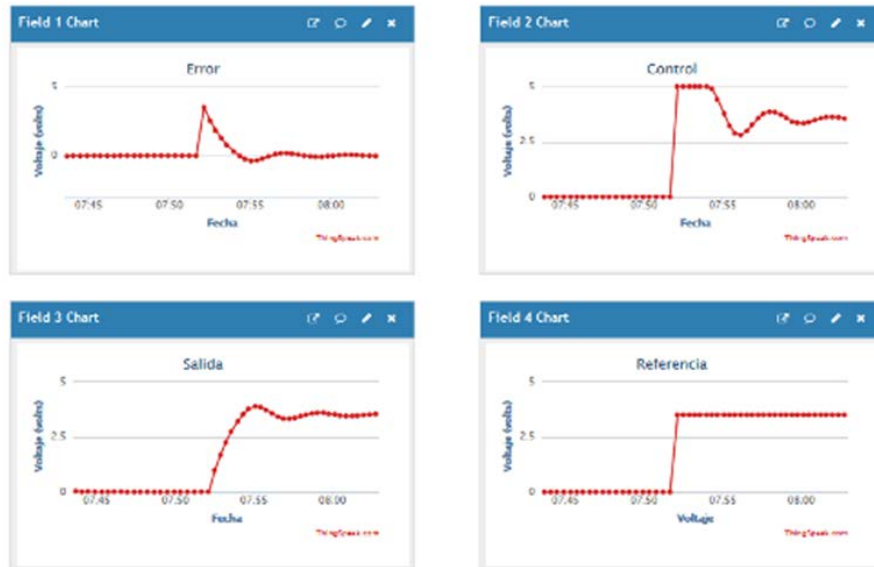 Field 1 Chart
Error
Voltaje (volts)
5
0
07:45 07:50 07:55 08:00
Fecha
ThingSpeak.com
Field 2 Chart
Control
Voltaje (volts)
5
2.5
0
07:45 07:50 07:55 08:00
Fecha
ThingSpeak.com
Field 3 Chart
Salida
Voltaje (volts)
5
2.5
0
07:45 07:50 07:55 08:00
Fecha
ThingSpeak.com
Field 4 Chart
Referencia
Voltaje (volts)
5
2.5
0
07:45 07:50 07:55 08:00
Voltaje
ThingSpeak.com